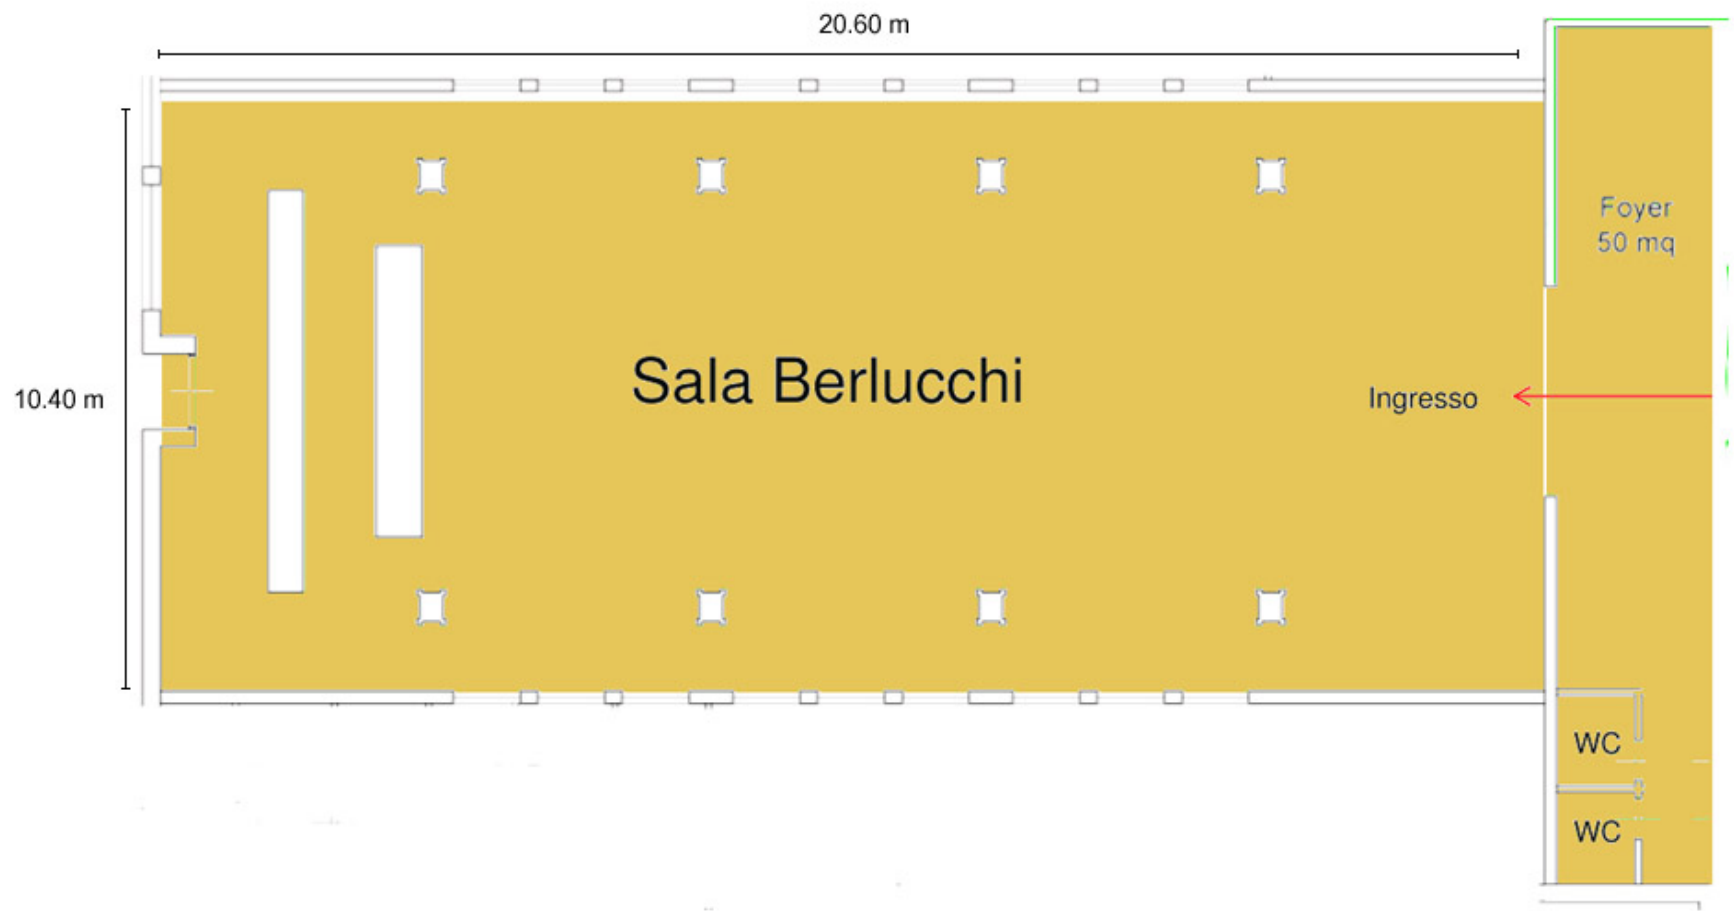 20.60 m
Foyer
50 mq
Sala Berlucchi
10.40 m
Ingresso
WC
WC